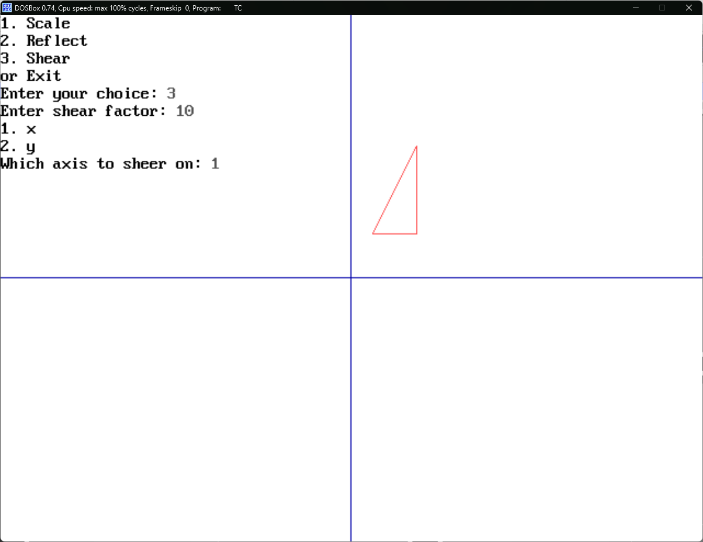 DOSBox 0.74, Cpu speed: max 100% cycles, Frameskip 0, Program: TC
1. Scale
2. Reflect
3. Shear
or Exit
Enter your choice: 3
Enter shear factor: 10
1. x
2. y
Which axis to sheer on: 1